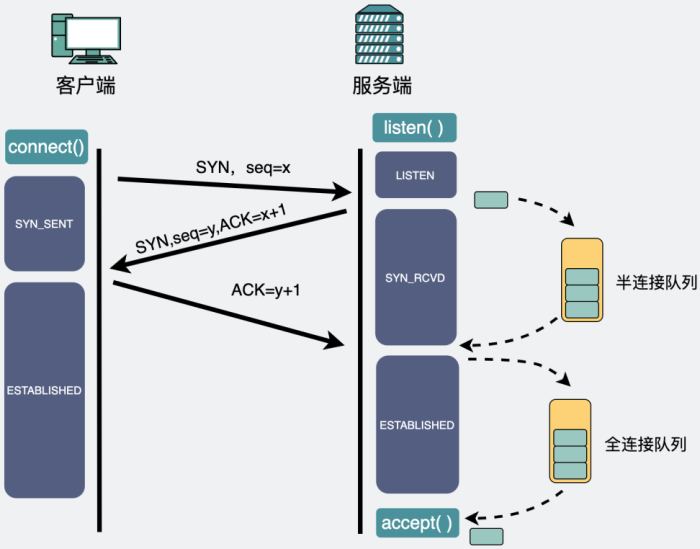 客户端
服务端
connect()
listen( )
SYN，seq=x
LISTEN
SYN_SENT
SYN,seq=y,ACK=x+1
SYN_RCVD
半连接队列
ACK=y+1
ESTABLISHED
ESTABLISHED
全连接队列
accept( )